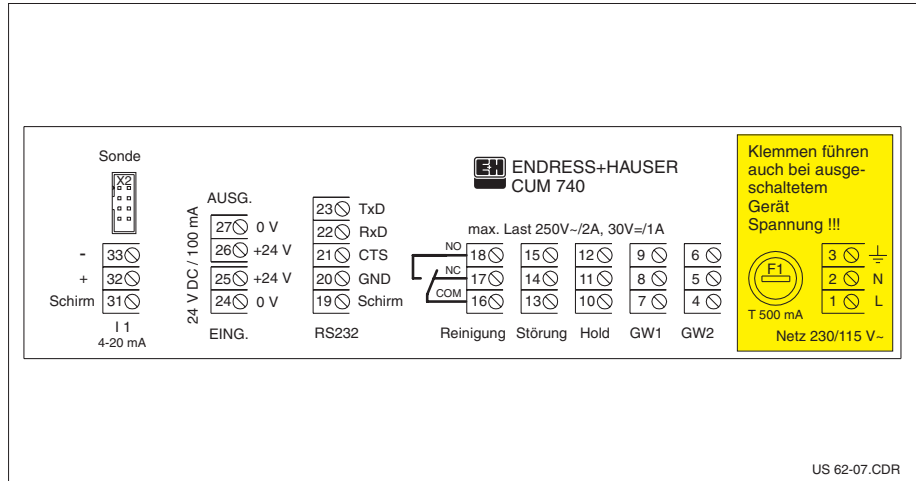 Sonde
X2
- 33
+ 32
Schirm 31
I 1
4-20 mA
24 V DC / 100 mA
AUSG.
27 0 V
26 +24 V
25 +24 V
24 0 V
EING.
23 TxD
22 RxD
21 CTS
20 GND
19 Schirm
RS232
EH ENDRESS+HAUSER
CUM 740
max. Last 250V~/2A, 30V=/1A
NO 18 15 12 9 6
NC 17 14 11 8 5
COM 16 13 10 7 4
Reinigung Störung Hold GW1 GW2
Klemmen führen
auch bei ausge-
schaltetem
Gerät
Spannung !!!
F1
T 500 mA
3
2 N
1 L
Netz 230/115 V~
US 62-07.CDR